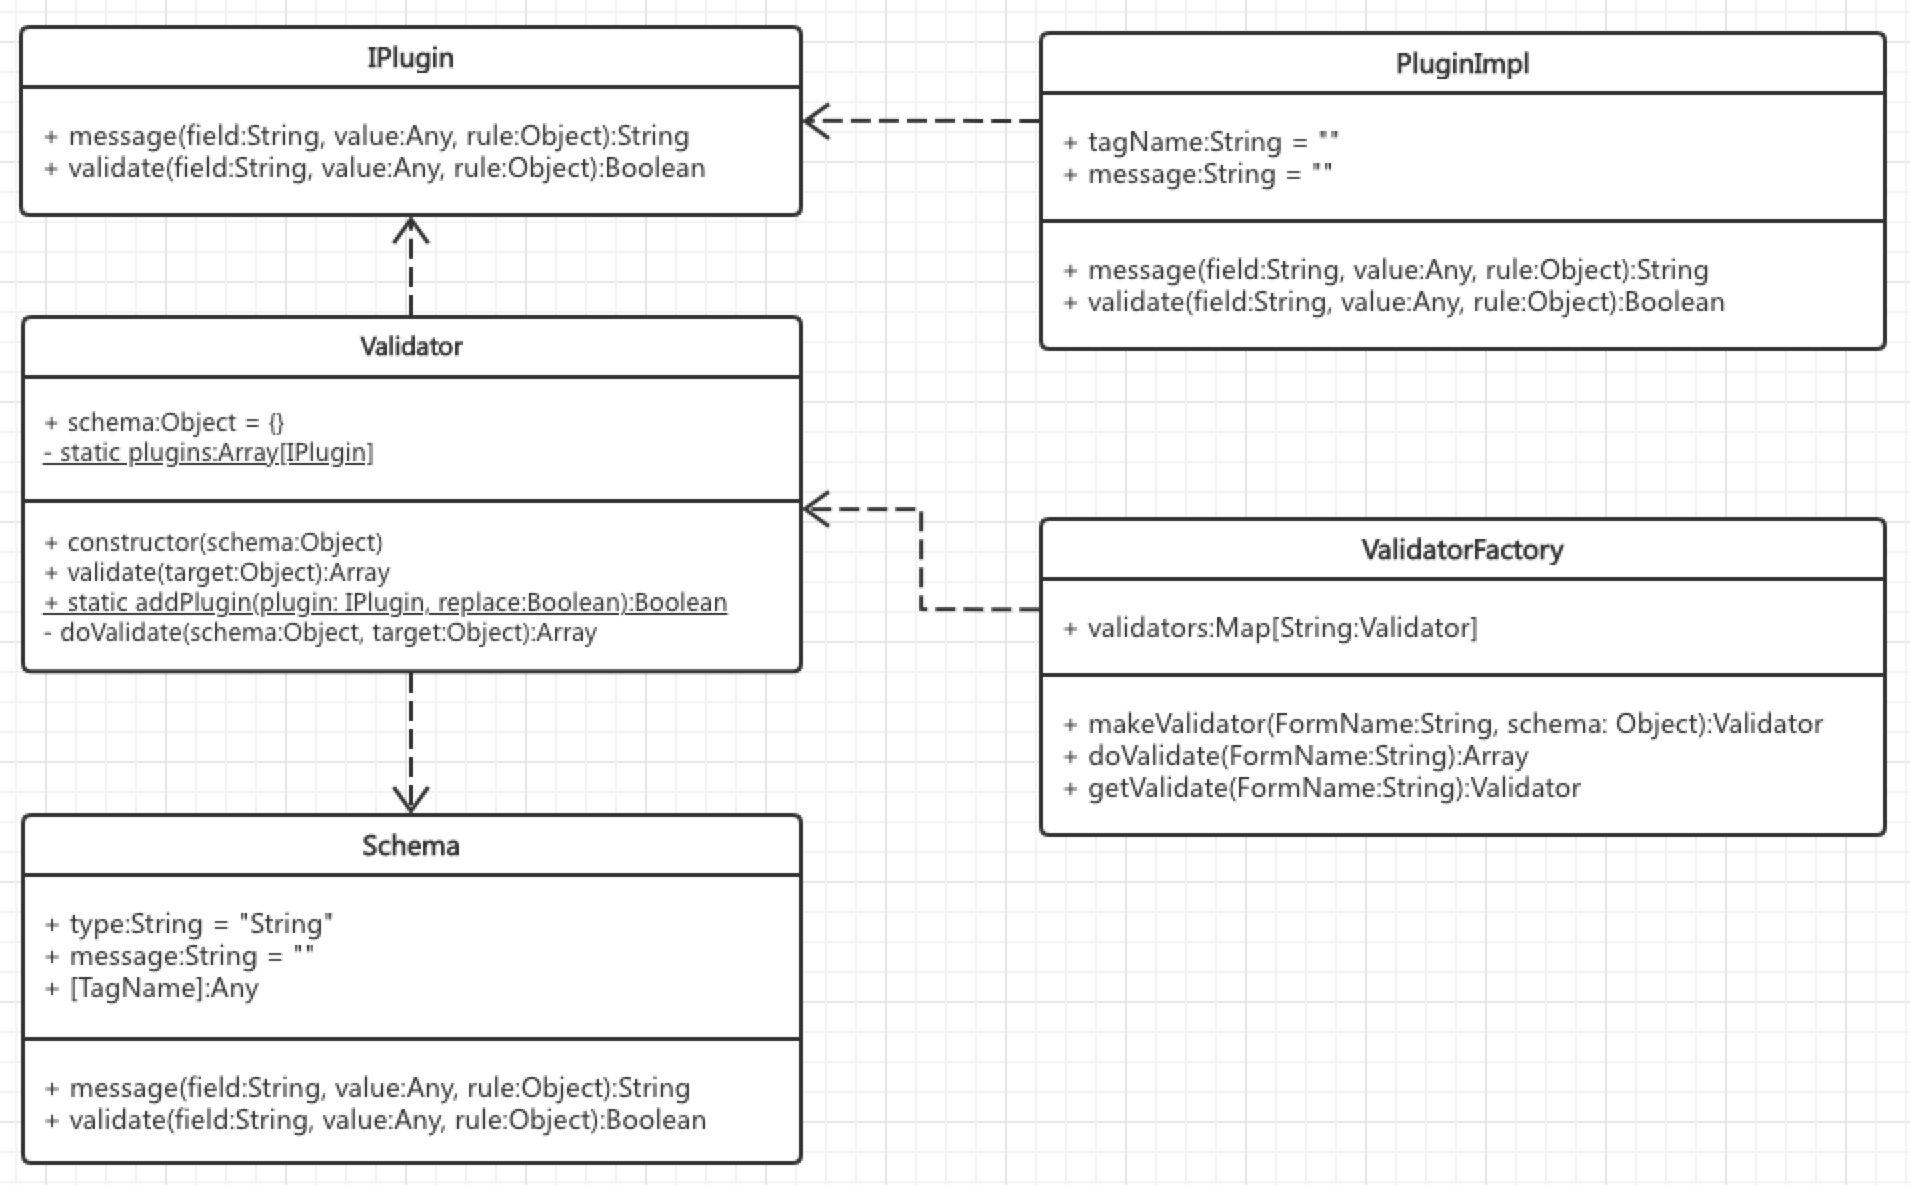 IPlugin
+ message(field:String, value:Any, rule:Object):String
+ validate(field:String, value:Any, rule:Object):Boolean
PluginImpl
+ tagName:String = ""
+ message:String = ""
+ message(field:String, value:Any, rule:Object):String
+ validate(field:String, value:Any, rule:Object):Boolean
Validator
+ schema:Object = {}
- static plugins:Array[IPlugin]
+ constructor(schema:Object)
+ validate(target:Object):Array
+ static addPlugin(plugin: IPlugin, replace:Boolean):Boolean
- doValidate(schema:Object, target:Object):Array
ValidatorFactory
+ validators:Map[String:Validator]
+ makeValidator(FormName:String, schema: Object):Validator
+ doValidate(FormName:String):Array
+ getValidate(FormName:String):Validator
Schema
+ type:String = "String"
+ message:String = ""
+ [TagName]:Any
+ message(field:String, value:Any, rule:Object):String
+ validate(field:String, value:Any, rule:Object):Boolean